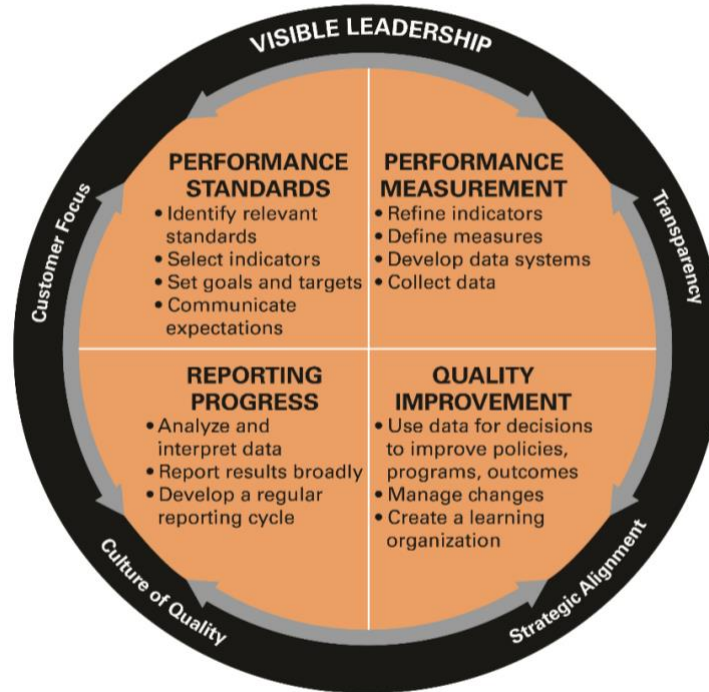 VISIBLE LEADERSHIP
Customer Focus
Transparency
PERFORMANCE
STANDARDS
• Identify relevant
standards
• Select indicators
• Set goals and targets
• Communicate
expectations
PERFORMANCE
MEASUREMENT
• Refine indicators
• Define measures
• Develop data systems
• Collect data
REPORTING
PROGRESS
• Analyze and
interpret data
• Report results broadly
• Develop a regular
reporting cycle
QUALITY
IMPROVEMENT
• Use data for decisions
to improve policies,
programs, outcomes
• Manage changes
• Create a learning
organization
Culture of Quality
Strategic Alignment